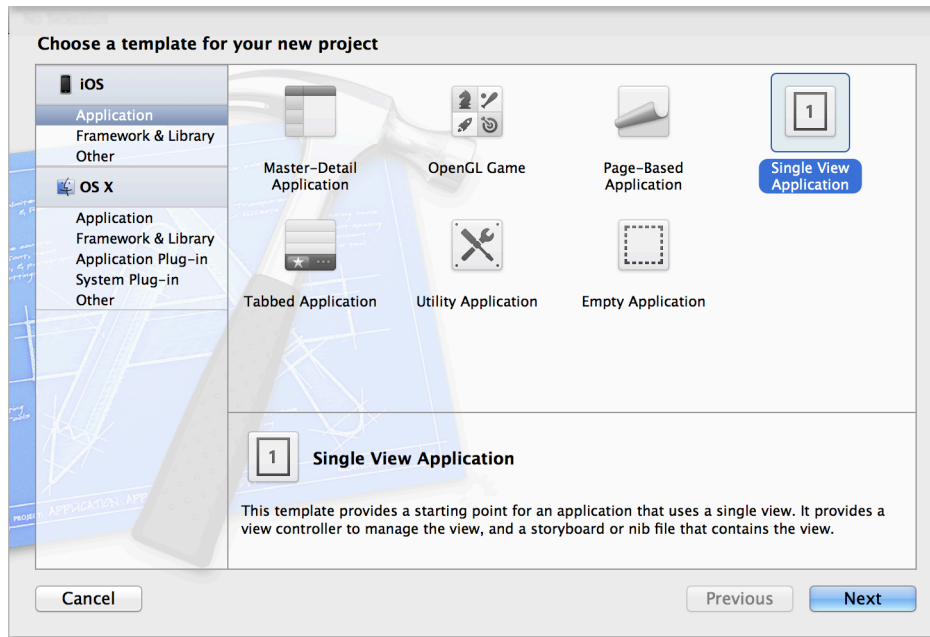 Choose a template for your new project
iOS
Application
Framework & Library
Other
OS X
Application
Framework & Library
Application Plug-in
System Plug-in
Other
Master-Detail
Application
OpenGL Game
Page-Based
Application
1
Single View
Application
Tabbed Application
Utility Application
Empty Application
1
Single View Application
This template provides a starting point for an application that uses a single view. It provides a
view controller to manage the view, and a storyboard or nib file that contains the view.
Cancel
Previous
Next